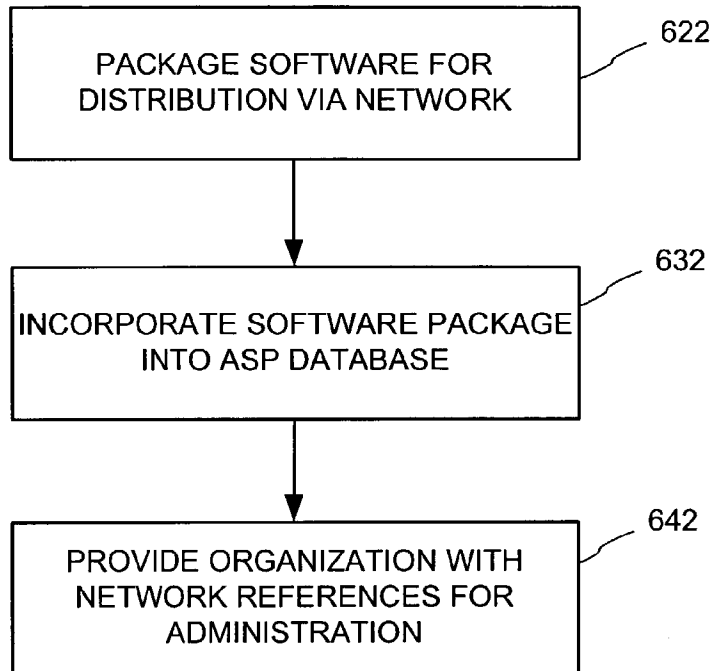 622
PACKAGE SOFTWARE FOR
DISTRIBUTION VIA NETWORK
632
INCORPORATE SOFTWARE PACKAGE
INTO ASP DATABASE
642
PROVIDE ORGANIZATION WITH
NETWORK REFERENCES FOR
ADMINISTRATION